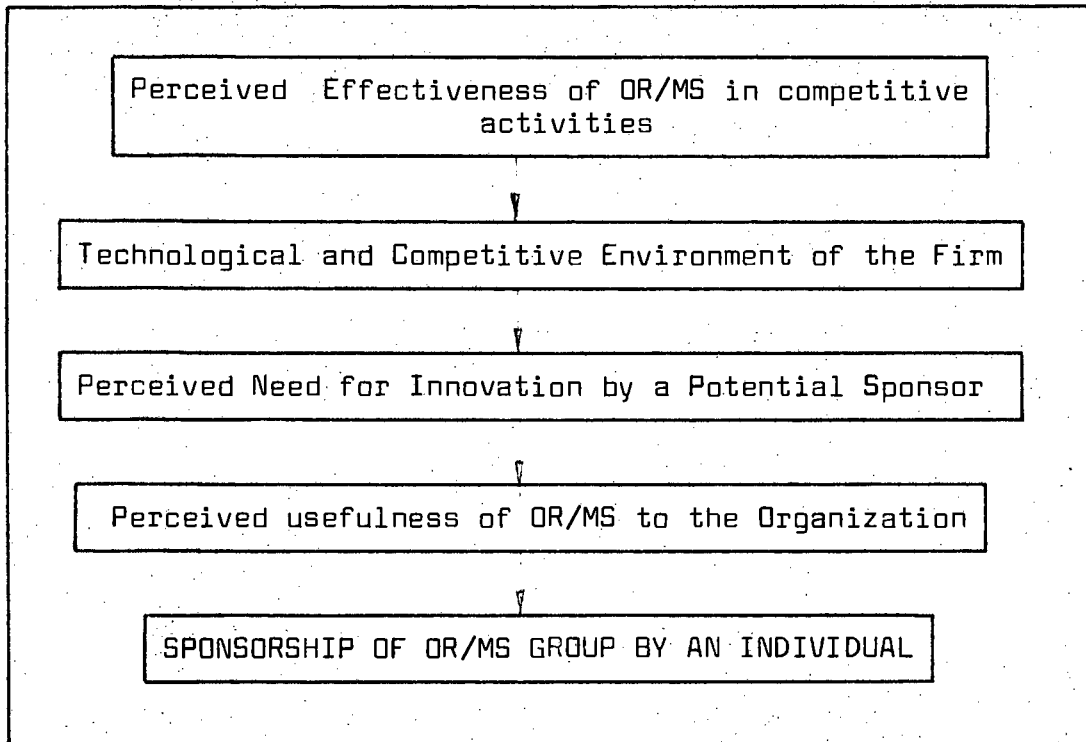 Perceived Effectiveness of OR/MS in competitive
activities
Technological and Competitive Environment of the Firm
Perceived Need for Innovation by a Potential Sponsor
Perceived usefulness of OR/MS to the Organization
SPONSORSHIP OF OR/MS GROUP BY AN INDIVIDUAL